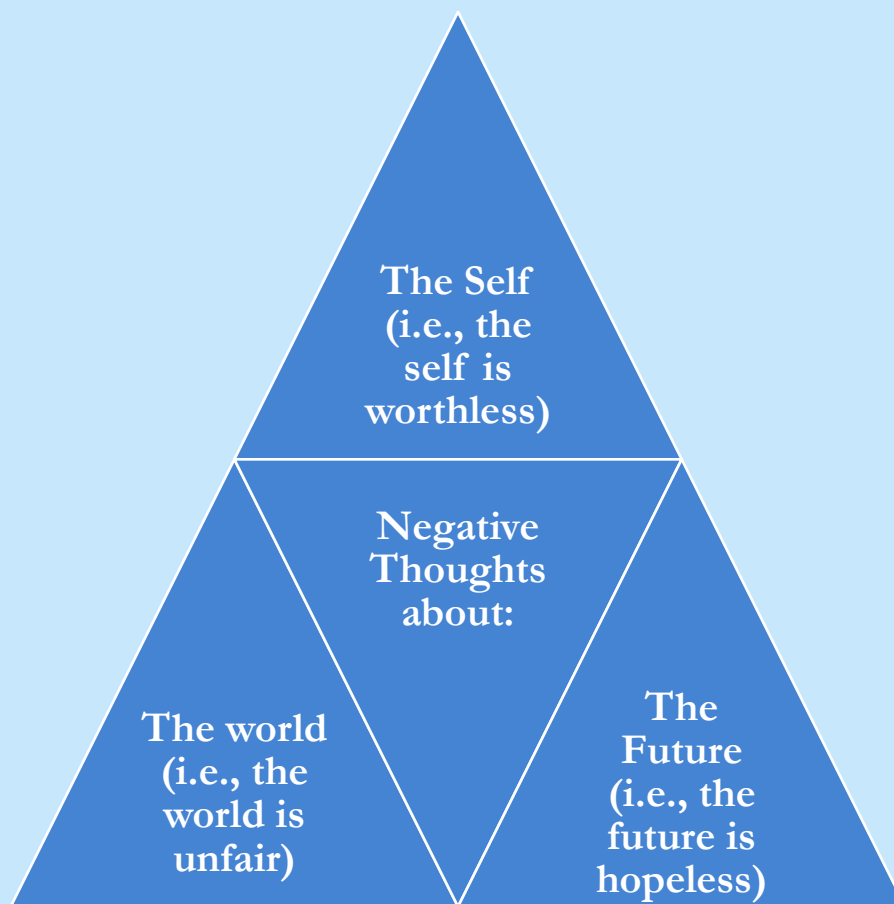 The Self
(i.e., the
self is
worthless)
Negative
Thoughts
about:
The world
(i.e., the
world is
unfair)
The
Future
(i.e., the
future is
hopeless)